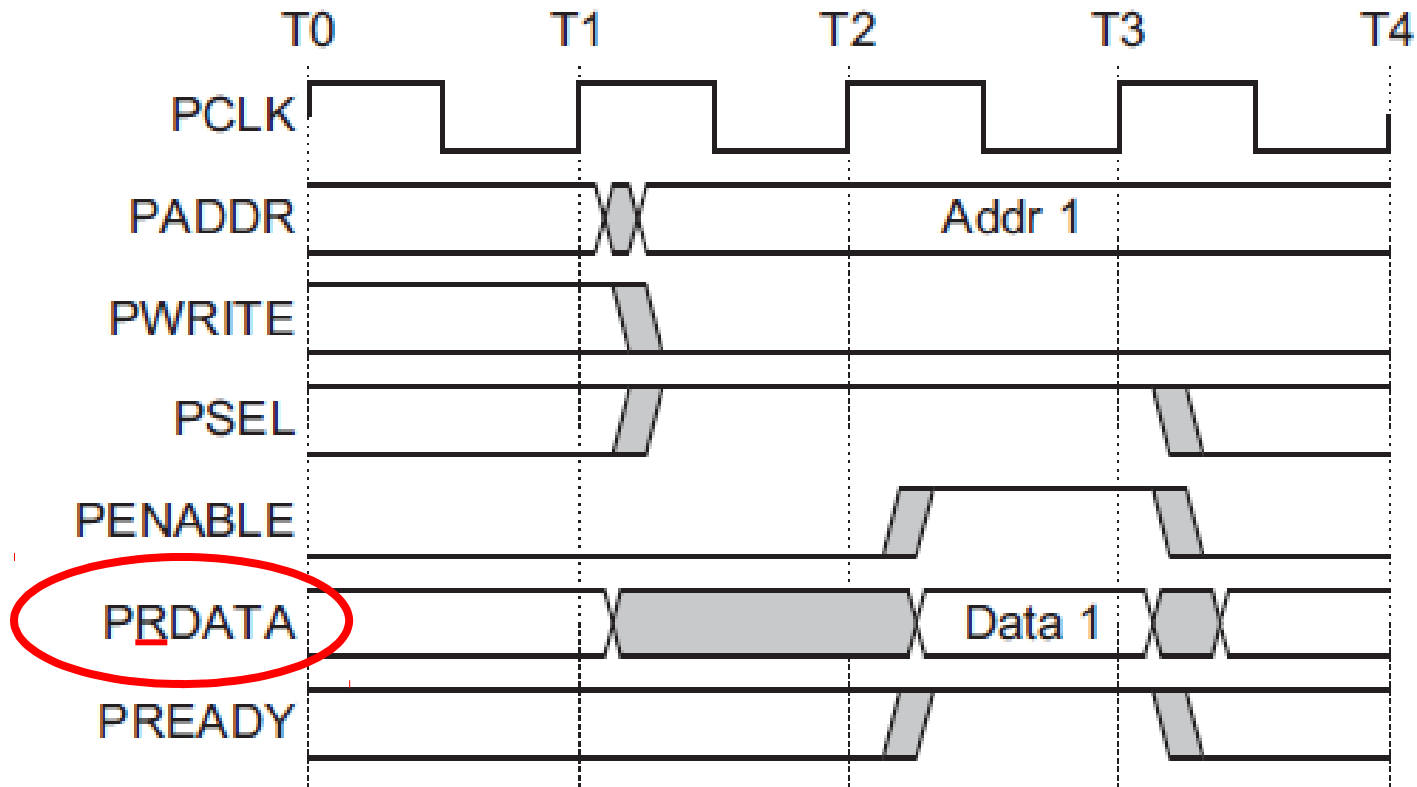 T0 T1 T2 T3 T4
PCLK
PADDR Addr 1
PWRITE
PSEL
PENABLE
PRDATA Data 1
PREADY